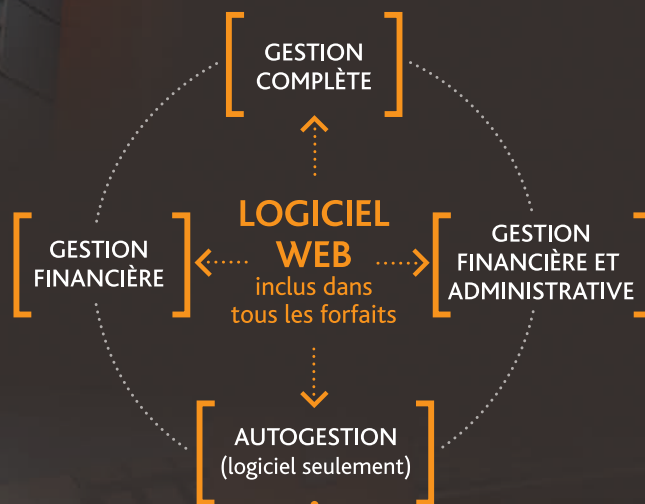 GESTION
COMPLÈTE
LOGICIEL
WEB
inclus dans
tous les forfaits
GESTION
FINANCIÈRE
GESTION
FINANCIÈRE ET
ADMINISTRATIVE
AUTOGESTION
(logiciel seulement)